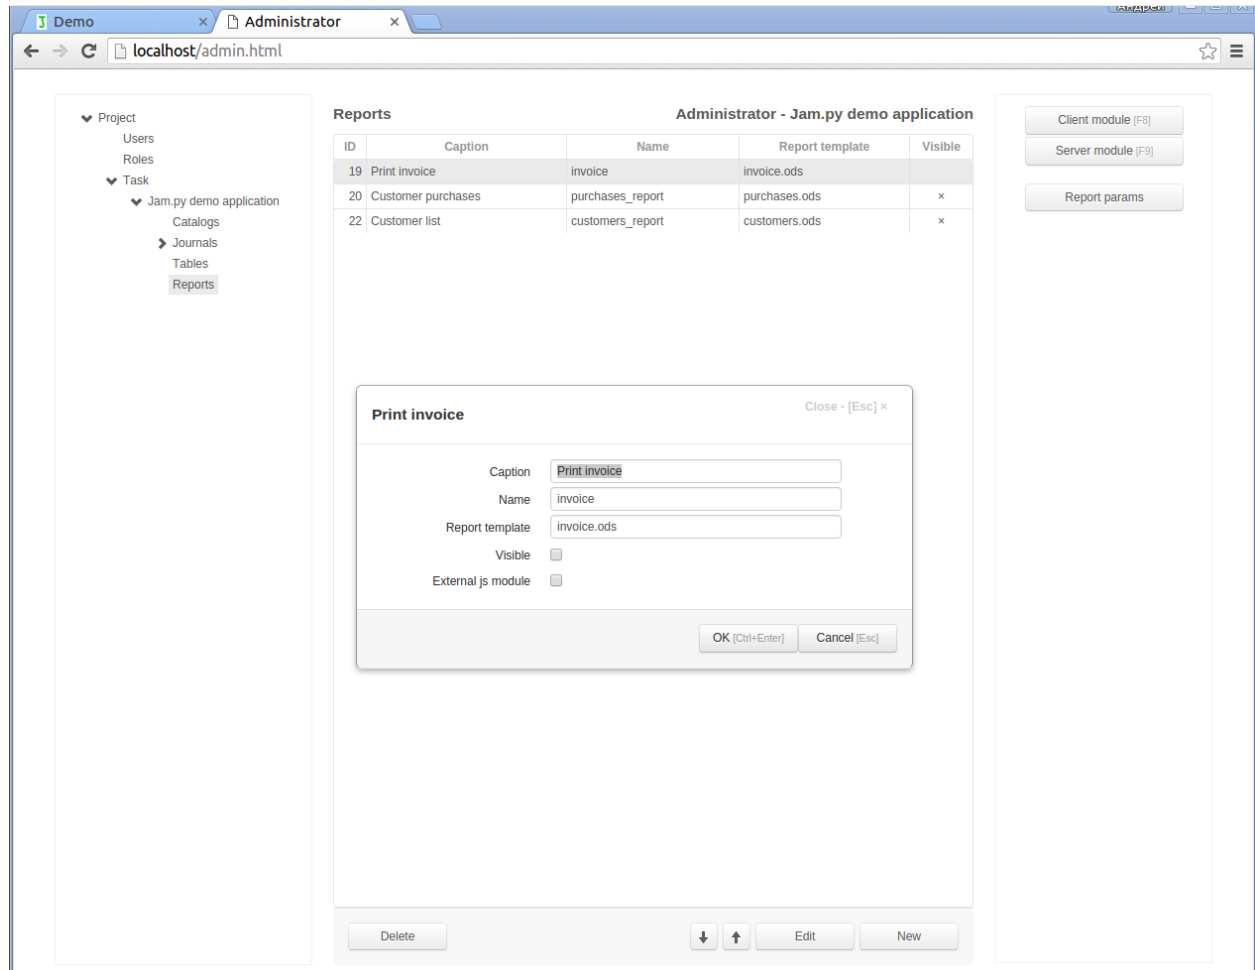 Demo × Administrator ×
Андрей
localhost/admin.html
Project
Users
Roles
Task
Jam.py demo application
Catalogs
Journals
Tables
Reports
Reports Administrator - Jam.py demo application
ID Caption Name Report template Visible
19 Print invoice invoice invoice.ods
20 Customer purchases purchases_report purchases.ods ×
22 Customer list customers_report customers.ods ×
Print invoice Close - [Esc] ×
Caption Print invoice
Name invoice
Report template invoice.ods
Visible
External js module
OK [Ctrl+Enter] Cancel [Esc]
Delete Edit New
Client module [F8]
Server module [F9]
Report params